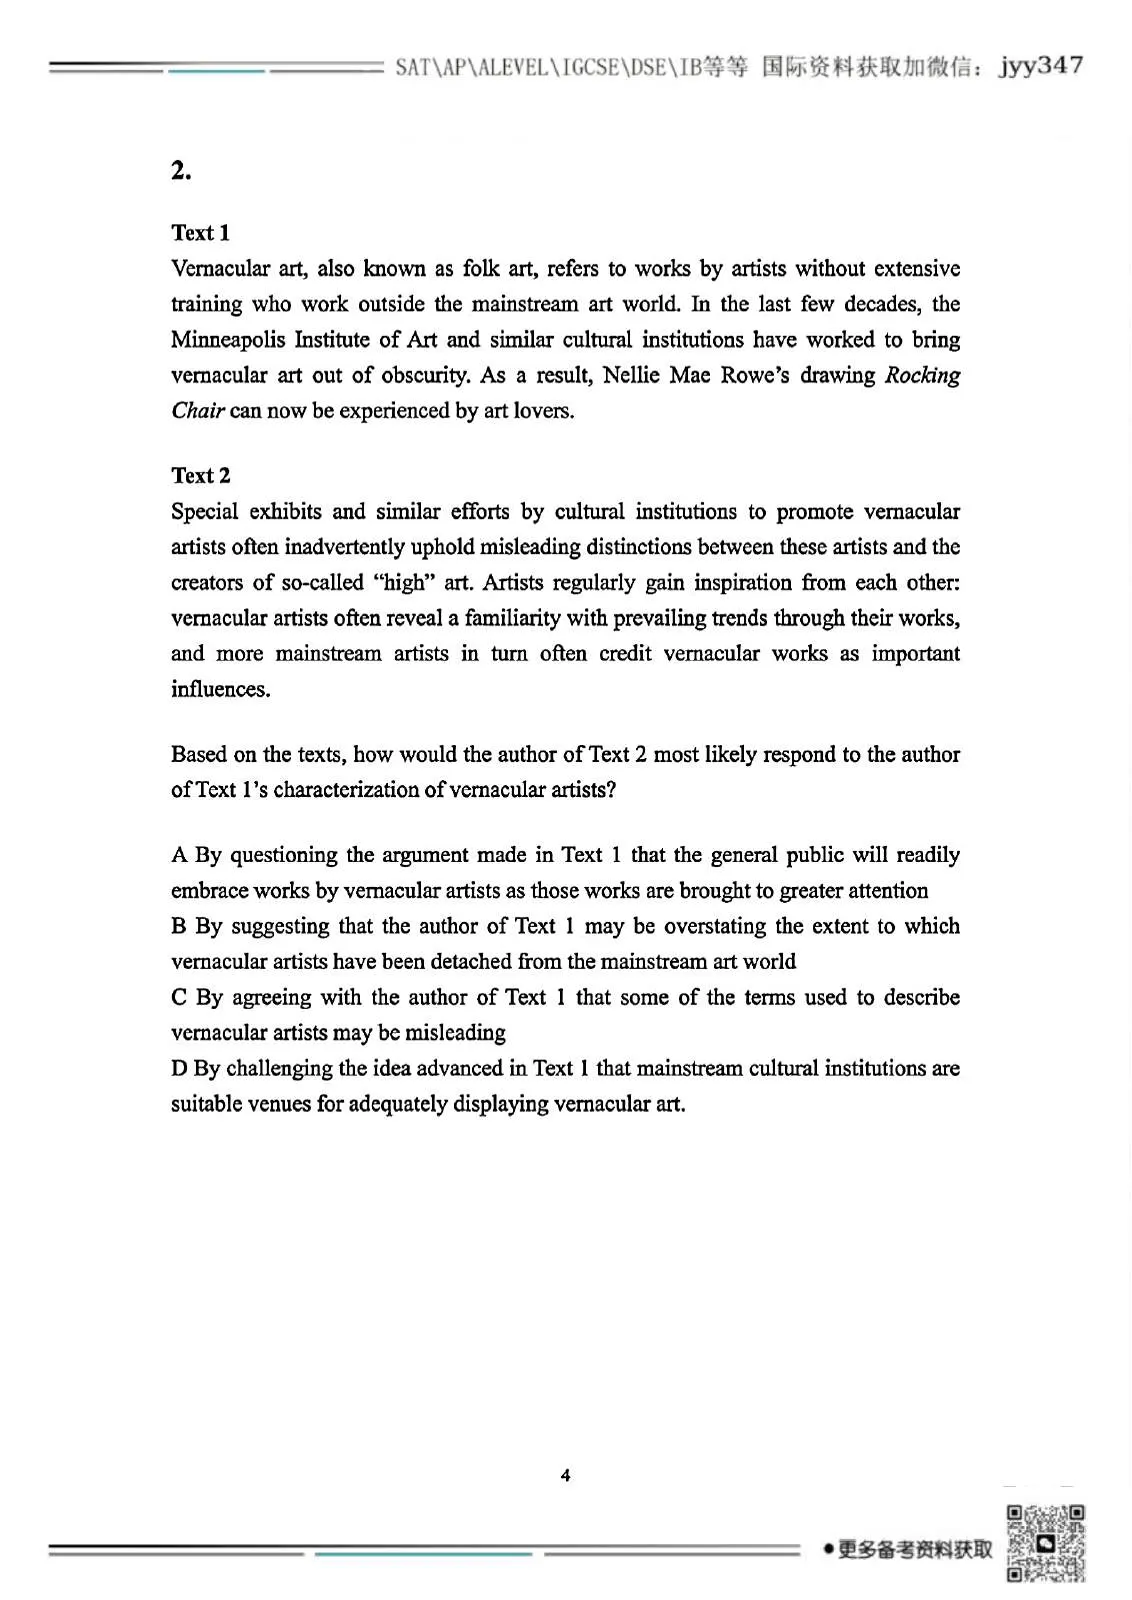 SAT\AP\ALEVEL\IGCSE\DSE\IB等等 国际资料获取加微信：jyy347
2.
Text 1
Vernacular art, also known as folk art, refers to works by artists without extensive
training who work outside the mainstream art world. In the last few decades, the
Minneapolis Institute of Art and similar cultural institutions have worked to bring
vernacular art out of obscurity. As a result, Nellie Mae Rowe’s drawing Rocking
Chair can now be experienced by art lovers.
Text 2
Special exhibits and similar efforts by cultural institutions to promote vernacular
artists often inadvertently uphold misleading distinctions between these artists and the
creators of so-called “high” art. Artists regularly gain inspiration from each other:
vernacular artists often reveal a familiarity with prevailing trends through their works,
and more mainstream artists in turn often credit vernacular works as important
influences.
Based on the texts, how would the author of Text 2 most likely respond to the author
of Text 1’s characterization of vernacular artists?
A By questioning the argument made in Text 1 that the general public will readily
embrace works by vernacular artists as those works are brought to greater attention
B By suggesting that the author of Text 1 may be overstating the extent to which
vernacular artists have been detached from the mainstream art world
C By agreeing with the author of Text 1 that some of the terms used to describe
vernacular artists may be misleading
D By challenging the idea advanced in Text 1 that mainstream cultural institutions are
suitable venues for adequately displaying vernacular art.
4
●更多备考资料获取